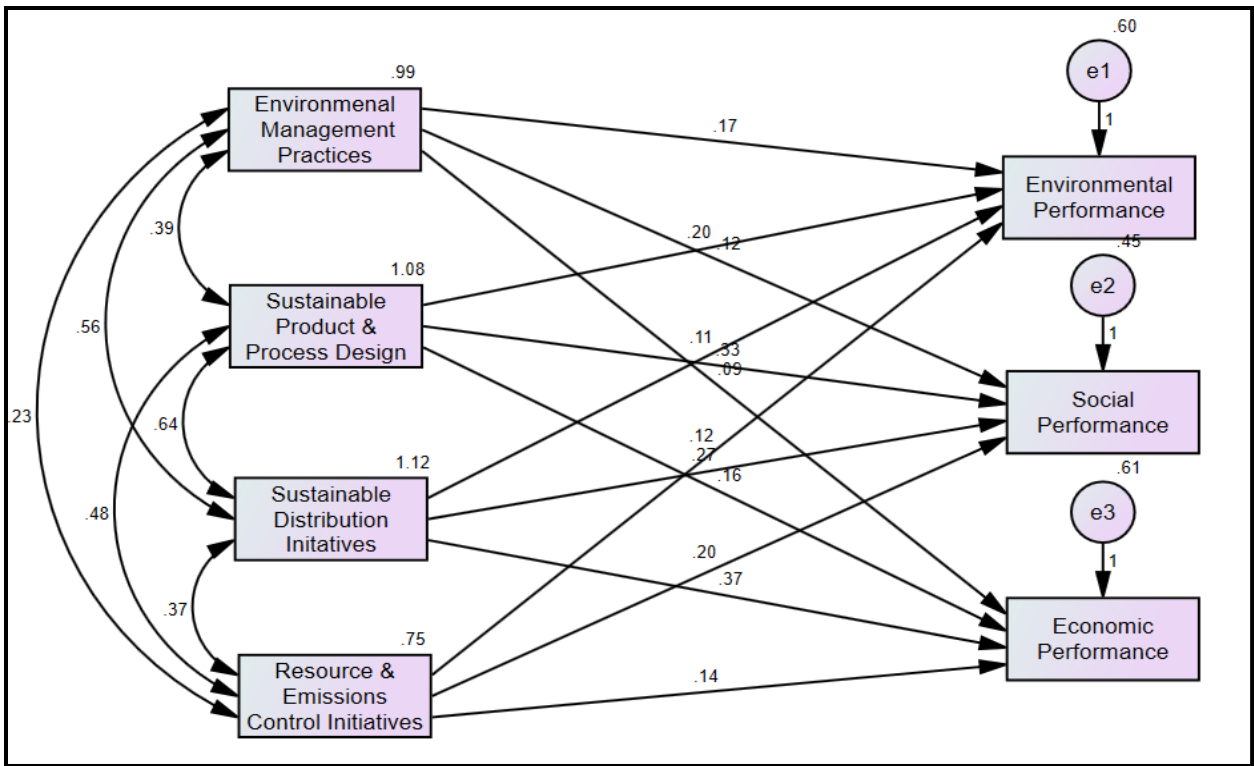 .60
e1
.99
1
Environmenal
Management
Practices
.17
Environmental
Performance
.39
.20
.12
.45
1.08
e2
Sustainable
Product &
Process Design
.56
1
.11
.33
.09
Social
Performance
.23
.64
.12
.27
.16
1.12
.61
Sustainable
Distribution
Initatives
.48
e3
.20
1
.37
.37
.75
Economic
Performance
Resource &
Emissions
Control Initiatives
.14